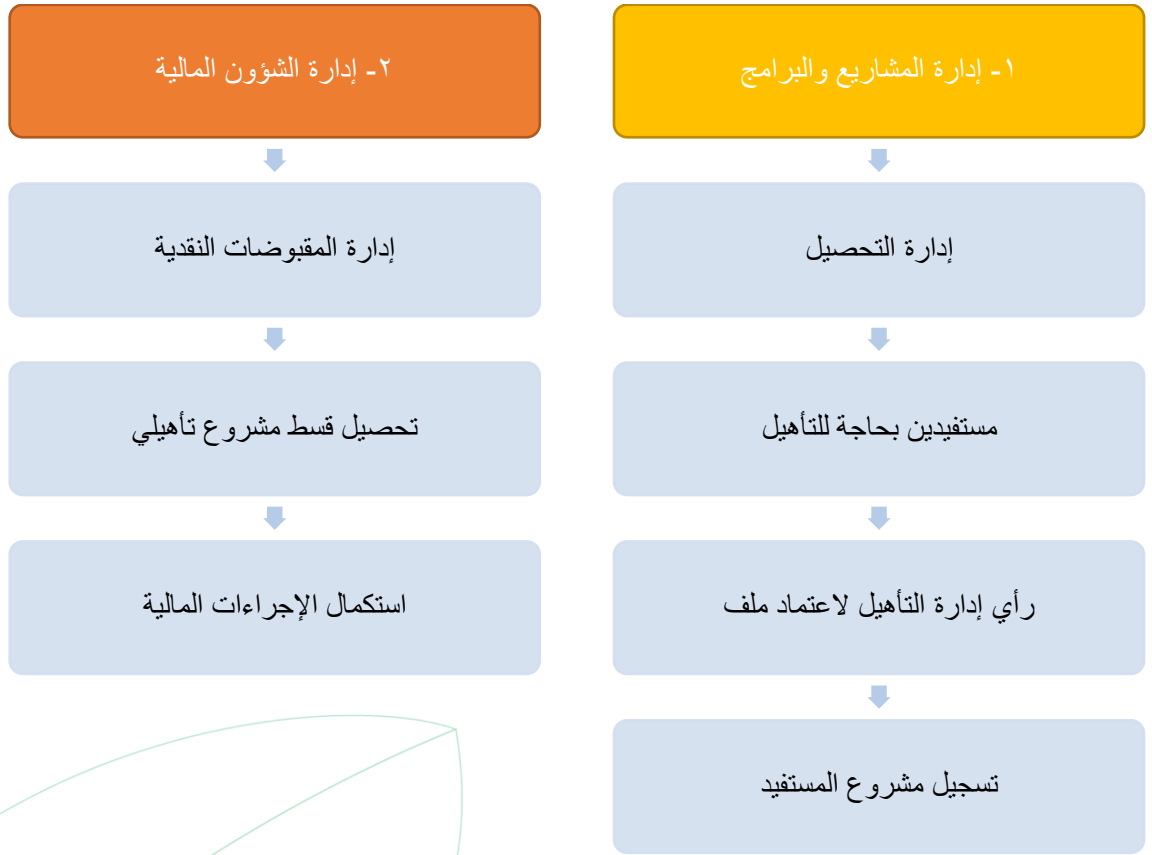 ١- إدارة المشاريع والبرامج
إدارة التحصيل
مستفيدين بحاجة للتأهيل
رأي إدارة التأهيل لاعتماد ملف
تسجيل مشروع المستفيد
٢- إدارة الشؤون المالية
إدارة المقبوضات النقدية
تحصيل قسط مشروع تأهيلي
استكمال الإجراءات المالية